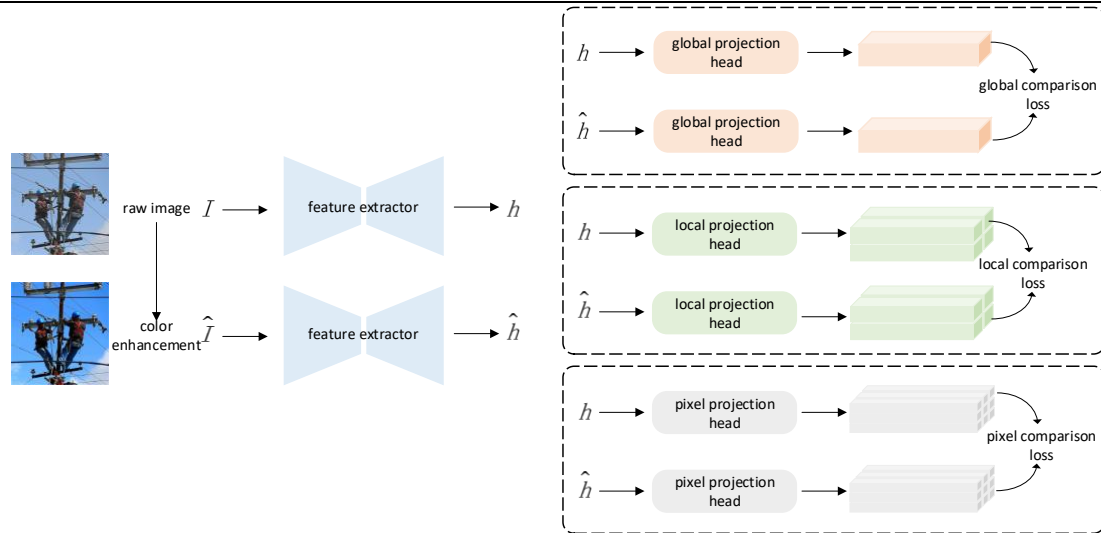 raw image I
feature extractor
h
color
enhancement
Î
feature extractor
ĥ
h
global projection
head
ĥ
global projection
head
global comparison
loss
h
local projection
head
ĥ
local projection
head
local comparison
loss
h
pixel projection
head
ĥ
pixel projection
head
pixel comparison
loss